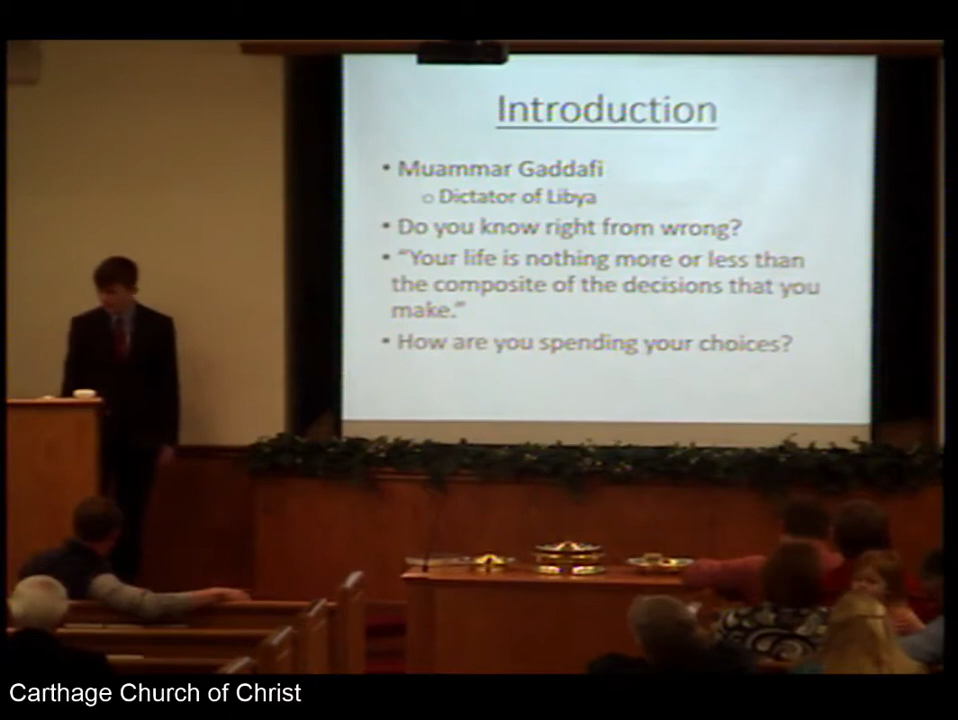 Introduction
• Muammar Gaddafi
o Dictator of Libya
• Do you know right from wrong?
• "Your life is nothing more or less than
the composite of the decisions that you
make."
• How are you spending your choices?
Carthage Church of Christ